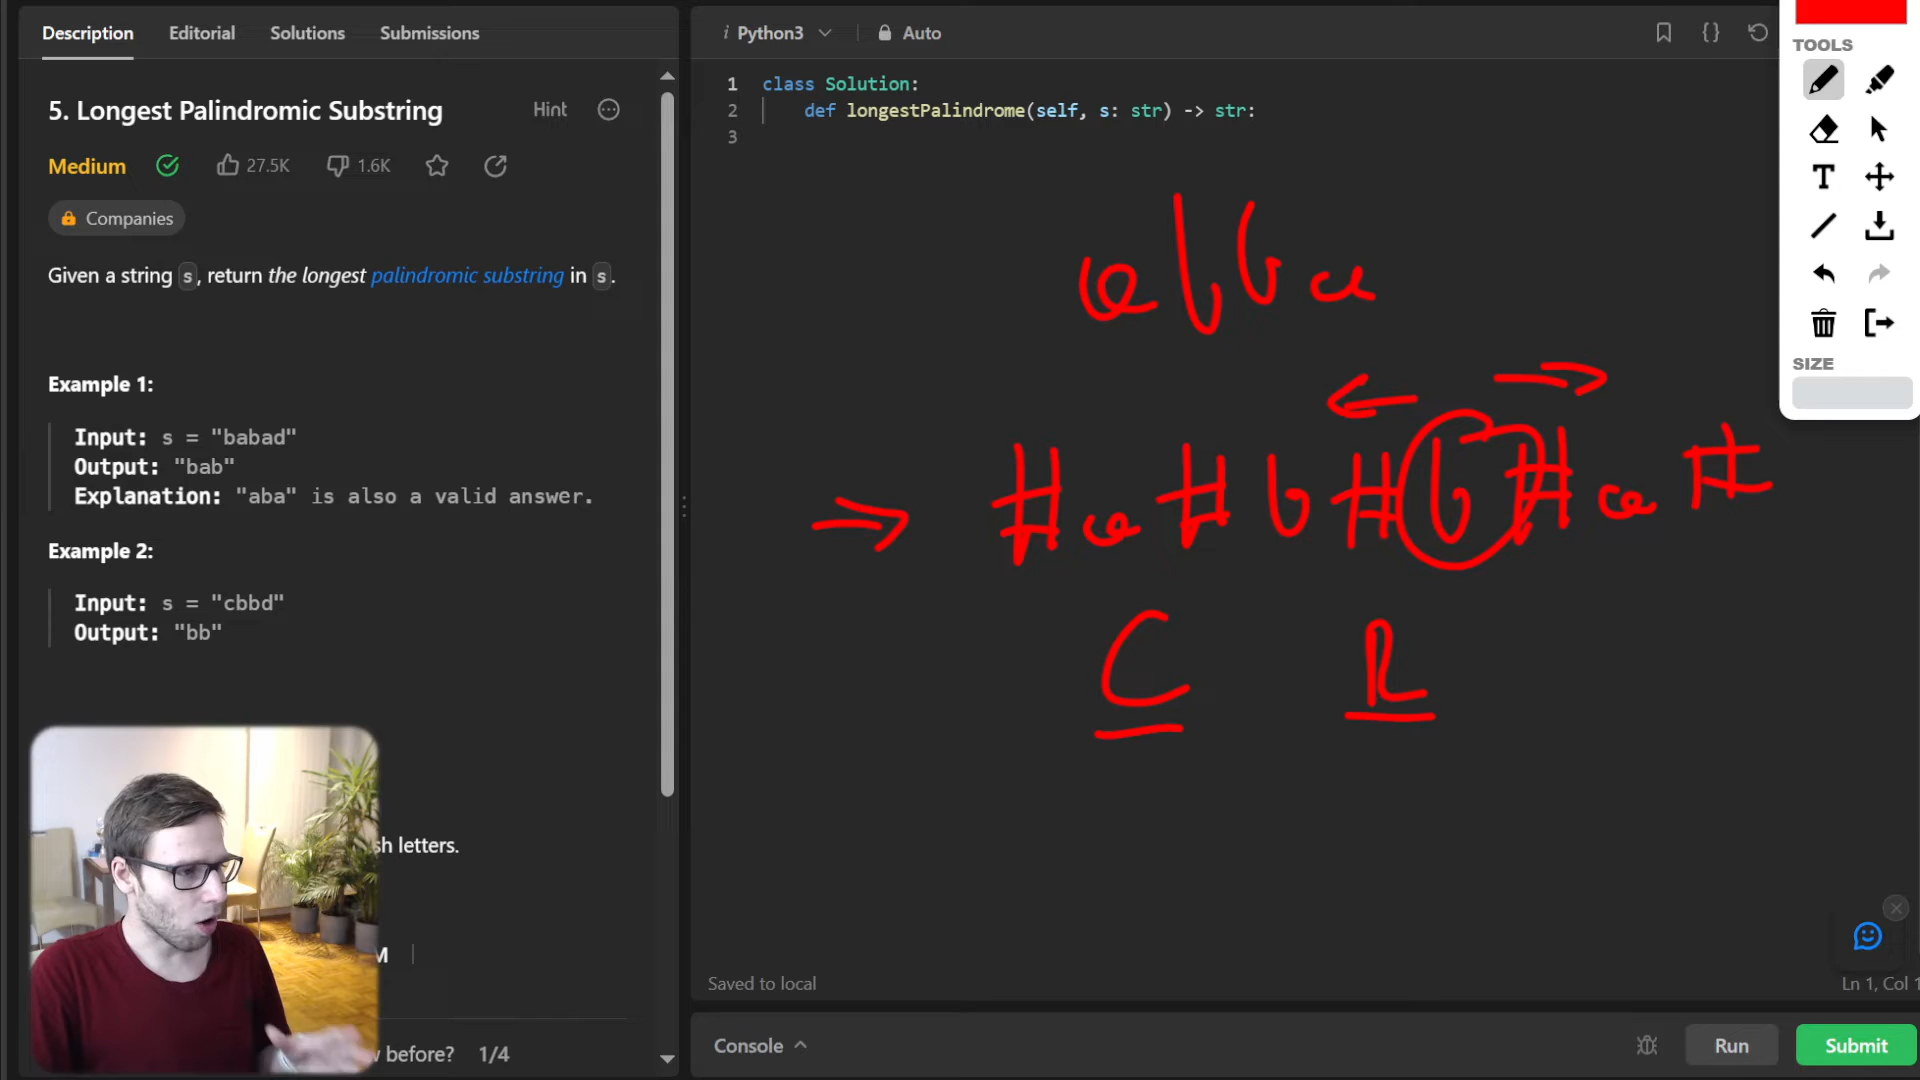 Description Editorial Solutions Submissions
5. Longest Palindromic Substring Hint
Medium 27.5K 1.6K
Companies
Given a string s, return the longest palindromic substring in s.
Example 1:
Input: s = "babad"
Output: "bab"
Explanation: "aba" is also a valid answer.
Example 2:
Input: s = "cbbd"
Output: "bb"
sh letters.
M
w before? 1/4
i Python3 Auto
1 class Solution:
2 def longestPalindrome(self, s: str) -> str:
3
a b b a
⇒ # a # b # b # a #
C R
Saved to local
Ln 1, Col 1
Console Run Submit
TOOLS
T
SIZE